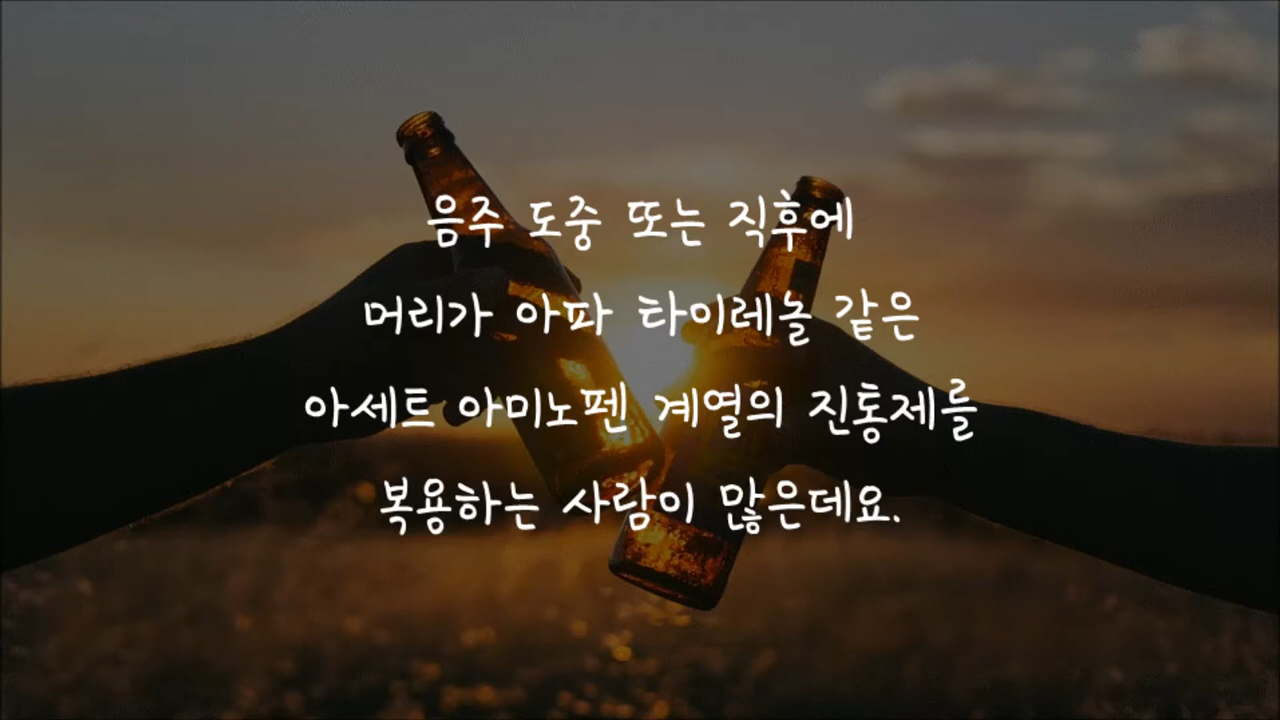 음주 도중 또는 직후에
머리가 아파 타이레놀 같은
아세트 아미노펜 계열의 진통제를
복용하는 사람이 많은데요.